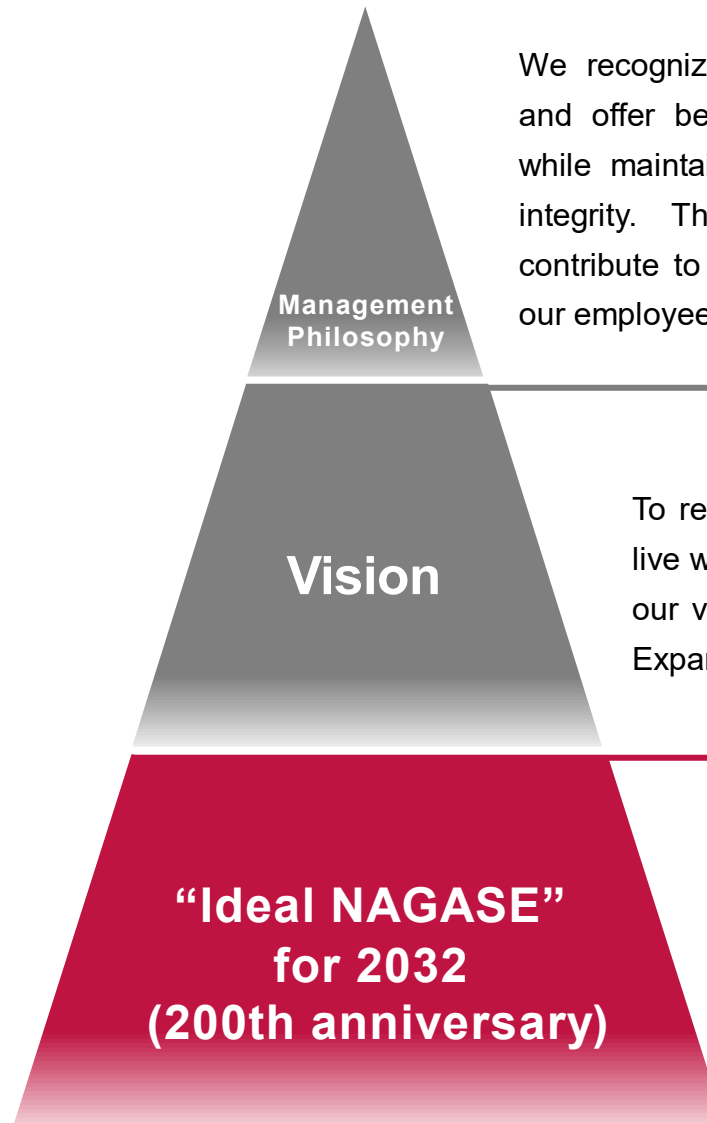 We recogniz
and offer be
while maintai
integrity. Th
contribute to
our employee
Management
Philosophy
To re
live w
our v
Expar
Vision
“Ideal NAGASE”
for 2032
(200th anniversary)